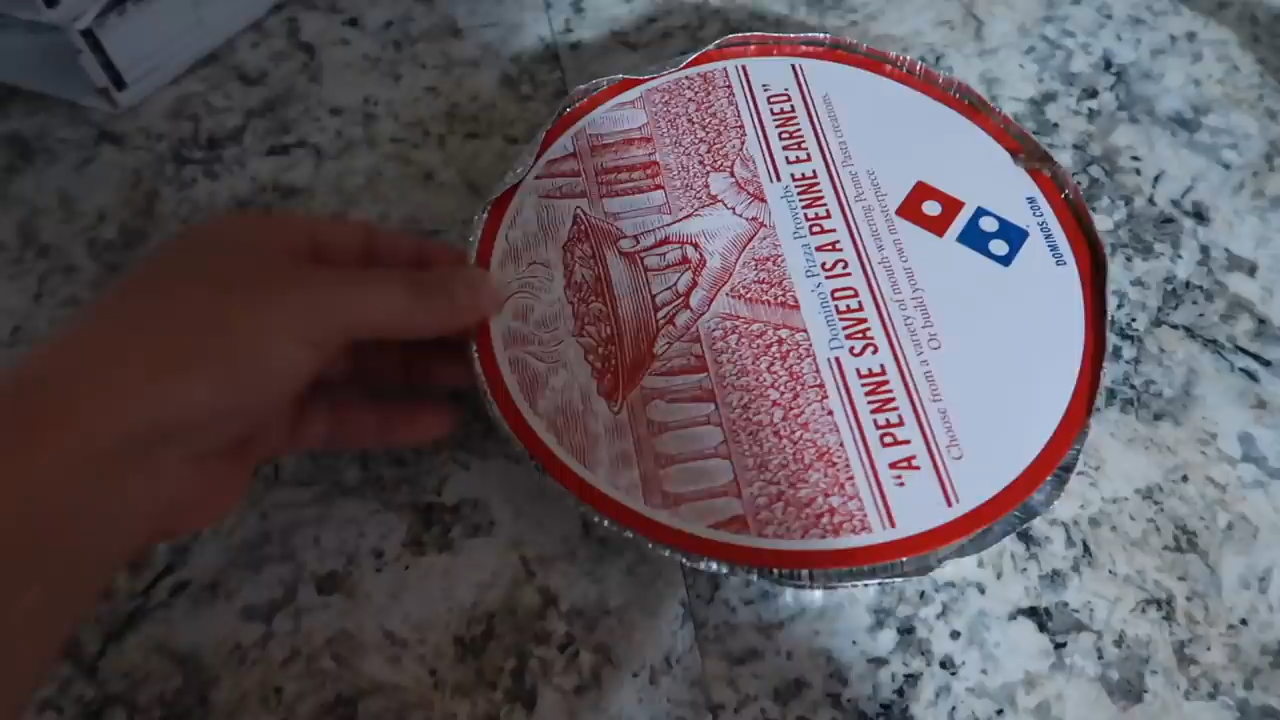 Domino's Pizza Proverbs
"A PENNE SAVED IS A PENNE EARNED."
Choose from a variety of mouth-watering Penne Pasta creations.
Or build your own masterpiece
DOMINOS.COM